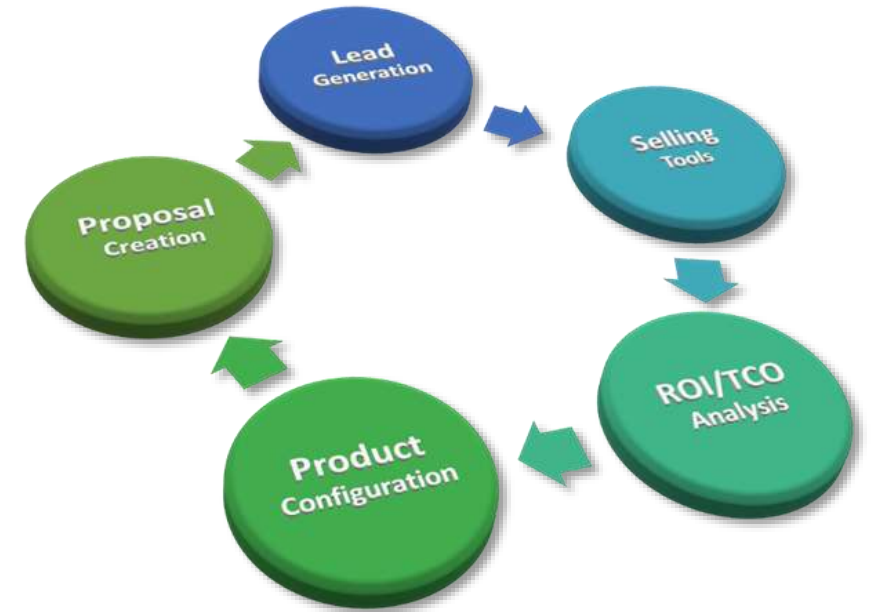 Lead
Generation
Selling
Tools
ROI/TCO
Analysis
Product
Configuration
Proposal
Creation